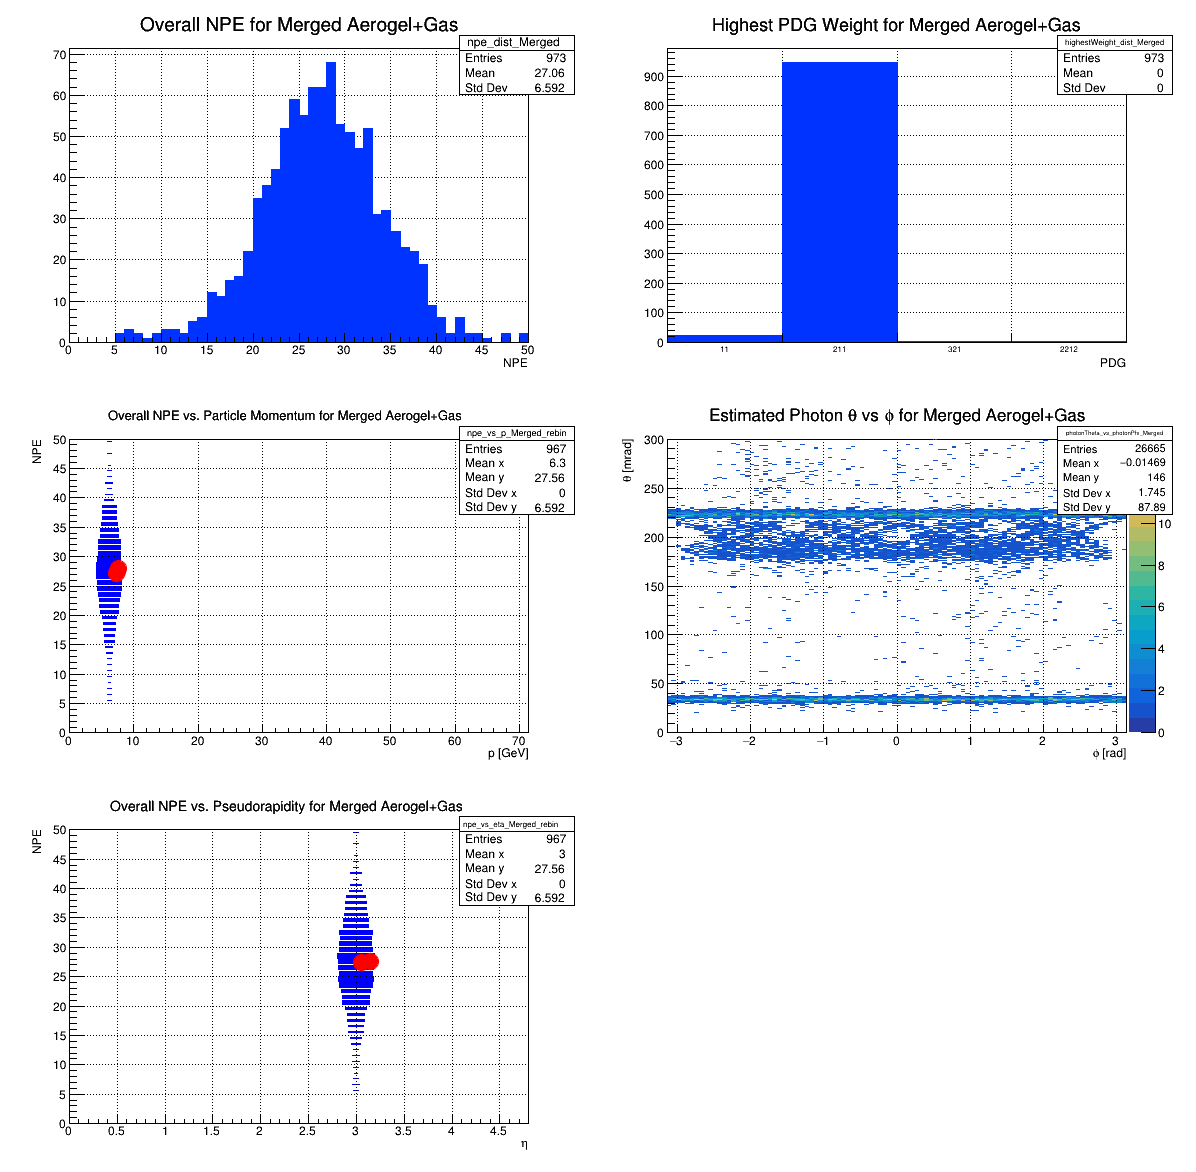 Overall NPE for Merged Aerogel+Gas
npe_dist_Merged
Entries 973
Mean 27.06
Std Dev 6.592
70
60
50
40
30
20
10
0
0 5 10 15 20 25 30 35 40 45 50
NPE
Highest PDG Weight for Merged Aerogel+Gas
highestWeight_dist_Merged
Entries 973
Mean 0
Std Dev 0
900
800
700
600
500
400
300
200
100
0
11 211 321 2212
PDG
Overall NPE vs. Particle Momentum for Merged Aerogel+Gas
npe_vs_p_Merged_rebin
Entries 967
Mean x 6.3
Mean y 27.56
Std Dev x 0
Std Dev y 6.592
NPE
50
45
40
35
30
25
20
15
10
5
0
0 10 20 30 40 50 60 70
p [GeV]
Estimated Photon θ vs ϕ for Merged Aerogel+Gas
photonTheta_vs_photonPhi_Merged
Entries 26665
Mean x −0.01469
Mean y 146
Std Dev x 1.745
Std Dev y 87.89
θ [mrad]
300
250
200
150
100
50
0
−3 −2 −1 0 1 2 3
ϕ [rad]
10
8
6
4
2
0
Overall NPE vs. Pseudorapidity for Merged Aerogel+Gas
npe_vs_eta_Merged_rebin
Entries 967
Mean x 3
Mean y 27.56
Std Dev x 0
Std Dev y 6.592
NPE
50
45
40
35
30
25
20
15
10
5
0
0 0.5 1 1.5 2 2.5 3 3.5 4 4.5
η